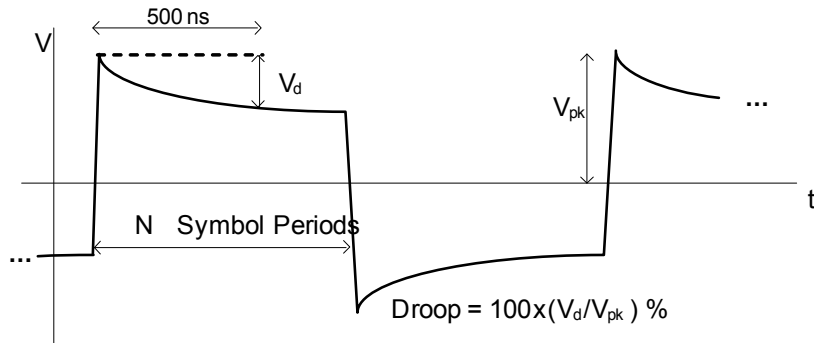 500 ns
V
V_d
V_pk
...
t
N Symbol Periods
...
Droop = 100x(V_d/V_pk) %